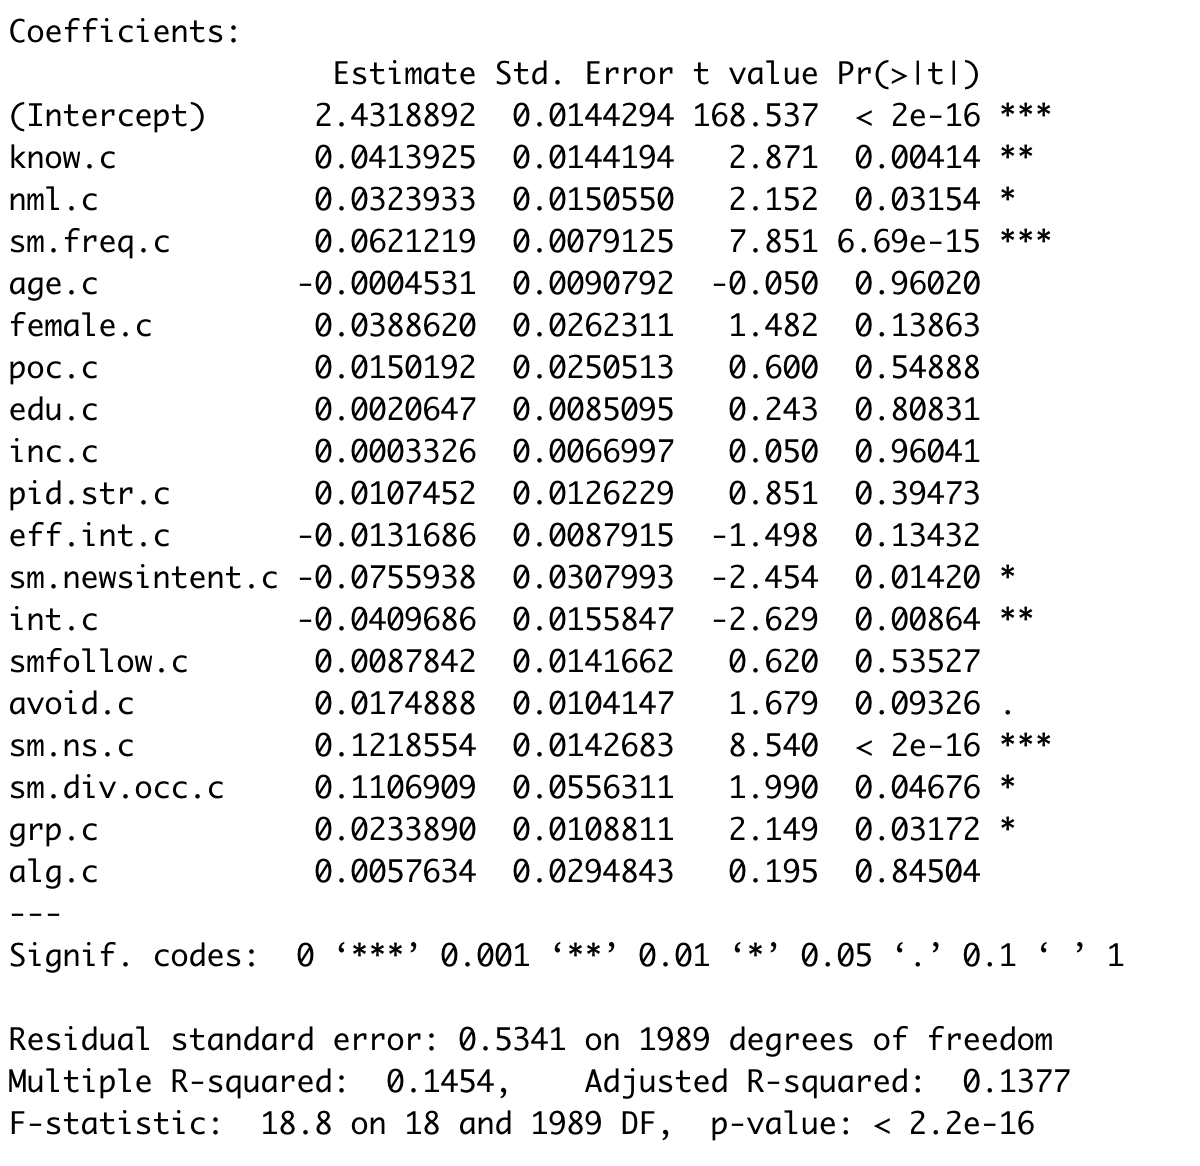 Coefficients:
                    Estimate Std. Error t value Pr(>|t|)
(Intercept)        2.4318892  0.0144294 168.537  < 2e-16 ***
know.c             0.0413925  0.0144194   2.871  0.00414 **
nml.c              0.0323933  0.0150550   2.152  0.03154 *
sm.freq.c          0.0621219  0.0079125   7.851 6.69e-15 ***
age.c             -0.0004531  0.0090792  -0.050  0.96020
female.c           0.0388620  0.0262311   1.482  0.13863
poc.c              0.0150192  0.0250513   0.600  0.54888
edu.c              0.0020647  0.0085095   0.243  0.80831
inc.c              0.0003326  0.0066997   0.050  0.96041
pid.str.c          0.0107452  0.0126229   0.851  0.39473
eff.int.c         -0.0131686  0.0087915  -1.498  0.13432
sm.newsintent.c   -0.0755938  0.0307993  -2.454  0.01420 *
int.c             -0.0409686  0.0155847  -2.629  0.00864 **
smfollow.c         0.0087842  0.0141662   0.620  0.53527
avoid.c            0.0174888  0.0104147   1.679  0.09326 .
sm.ns.c            0.1218554  0.0142683   8.540  < 2e-16 ***
sm.div.occ.c       0.1106909  0.0556311   1.990  0.04676 *
grp.c              0.0233890  0.0108811   2.149  0.03172 *
alg.c              0.0057634  0.0294843   0.195  0.84504
---
Signif. codes:  0 ‘***’ 0.001 ‘**’ 0.01 ‘*’ 0.05 ‘.’ 0.1 ‘ ’ 1

Residual standard error: 0.5341 on 1989 degrees of freedom
Multiple R-squared:  0.1454,    Adjusted R-squared:  0.1377
F-statistic:  18.8 on 18 and 1989 DF,  p-value: < 2.2e-16